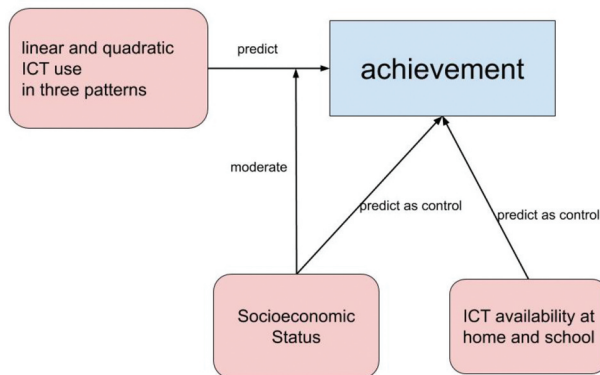 linear and quadratic
ICT use
in three patterns
predict
achievement
moderate
predict as control
predict as control
Socioeconomic
Status
ICT availability at
home and school